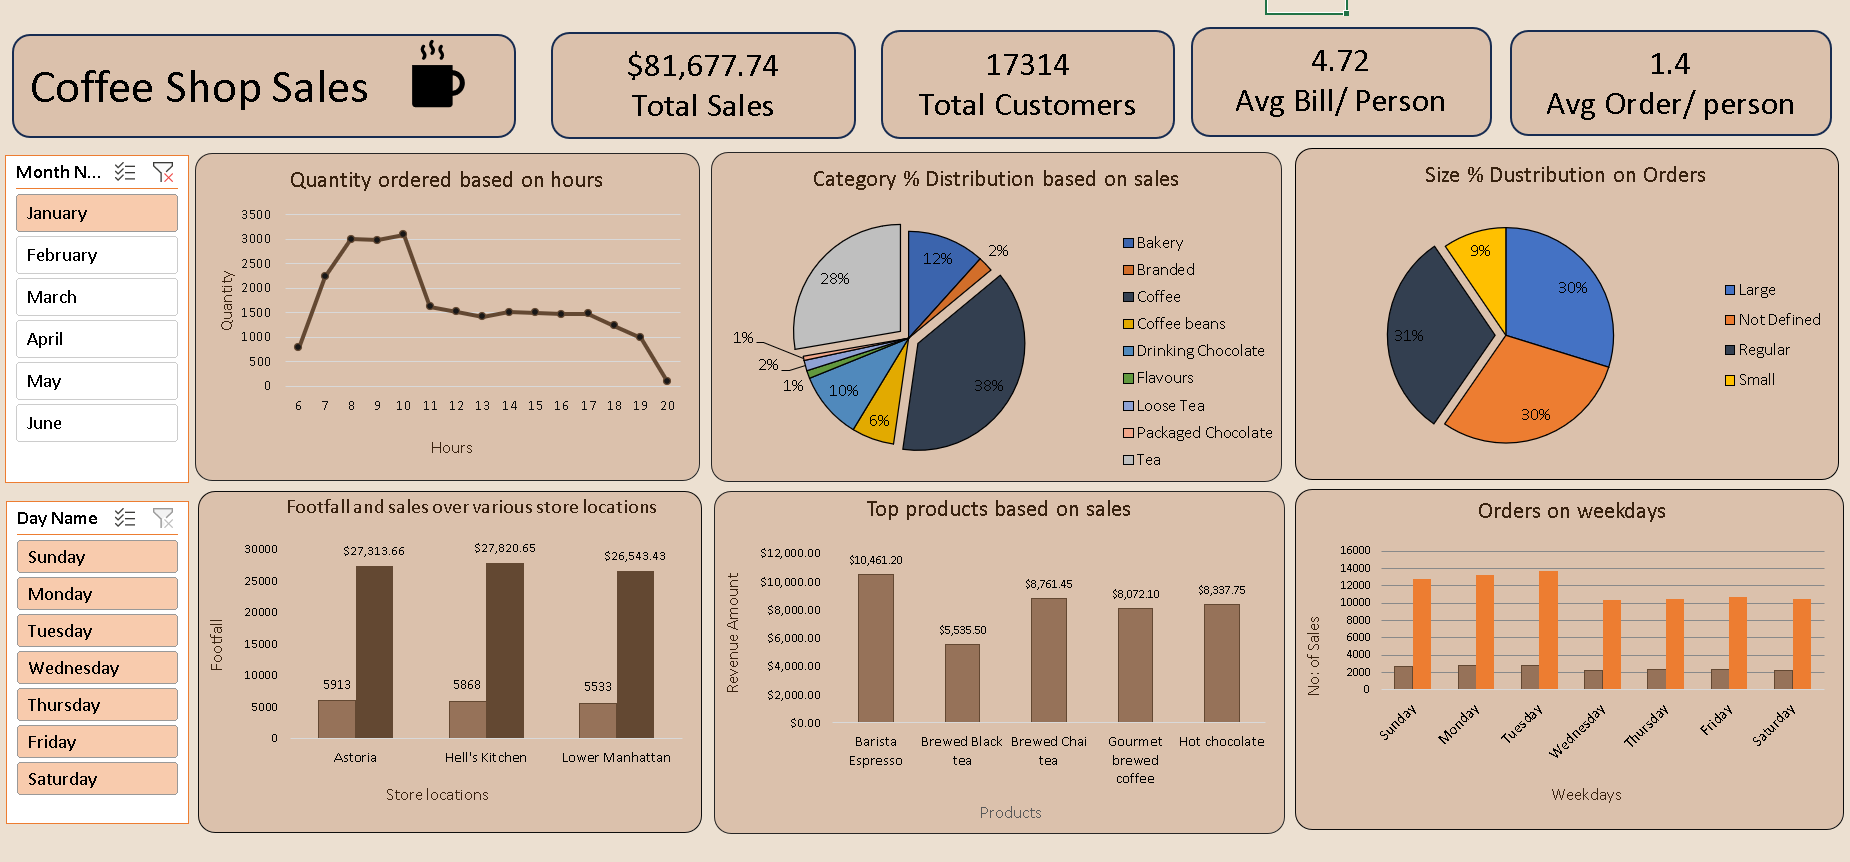 Coffee Shop Sales
$81,677.74
Total Sales
17314
Total Customers
4.72
Avg Bill/ Person
1.4
Avg Order/ person
Month N...
January
February
March
April
May
June
Quantity ordered based on hours
Quantity
3500
3000
2500
2000
1500
1000
500
0
6 7 8 9 10 11 12 13 14 15 16 17 18 19 20
Hours
Category % Distribution based on sales
12%
2%
38%
6%
10%
1%
2%
1%
28%
Bakery
Branded
Coffee
Coffee beans
Drinking Chocolate
Flavours
Loose Tea
Packaged Chocolate
Tea
Size % Dustribution on Orders
30%
30%
31%
9%
Large
Not Defined
Regular
Small
Day Name
Sunday
Monday
Tuesday
Wednesday
Thursday
Friday
Saturday
Footfall and sales over various store locations
Footfall
30000
25000
20000
15000
10000
5000
0
5913
$27,313.66
5868
$27,820.65
5533
$26,543.43
Astoria
Hell's Kitchen
Lower Manhattan
Store locations
Top products based on sales
Revenue Amount
$12,000.00
$10,000.00
$8,000.00
$6,000.00
$4,000.00
$2,000.00
$0.00
$10,461.20
$5,535.50
$8,761.45
$8,072.10
$8,337.75
Barista
Espresso
Brewed Black
tea
Brewed Chai
tea
Gourmet
brewed
coffee
Hot chocolate
Products
Orders on weekdays
No: of Sales
16000
14000
12000
10000
8000
6000
4000
2000
0
Sunday
Monday
Tuesday
Wednesday
Thursday
Friday
Saturday
Weekdays